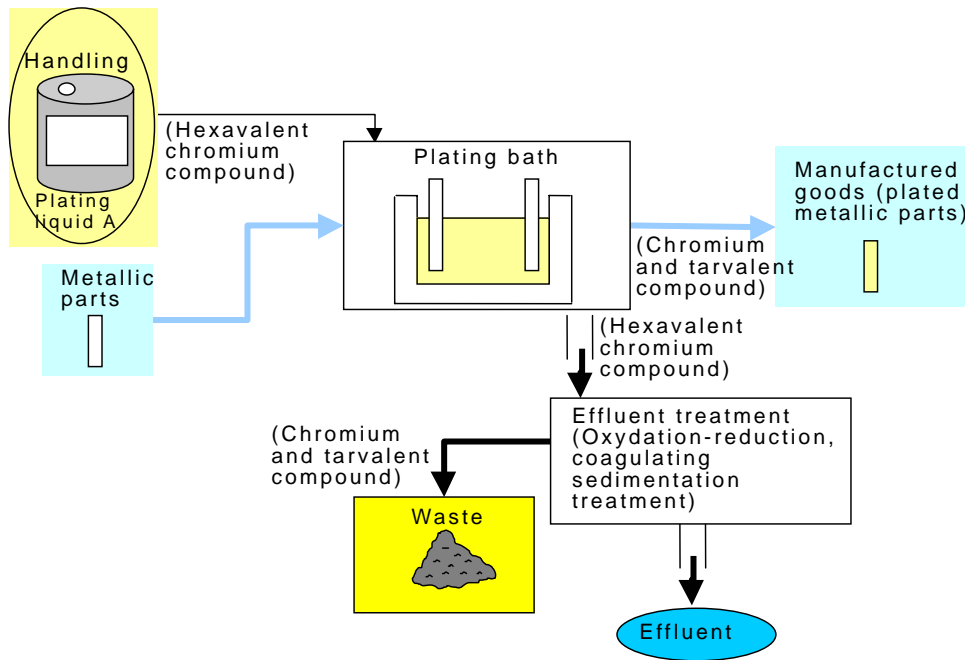 Handling
Plating
liquid A
(Hexavalent
chromium
compound)
Plating bath
Manufactured
goods (plated
metallic parts)
(Chromium
and tarvalent
compound)
Metallic
parts
(Hexavalent
chromium
compound)
Effluent treatment
(Oxydation-reduction,
coagulating
sedimentation
treatment)
(Chromium
and tarvalent
compound)
Waste
Effluent